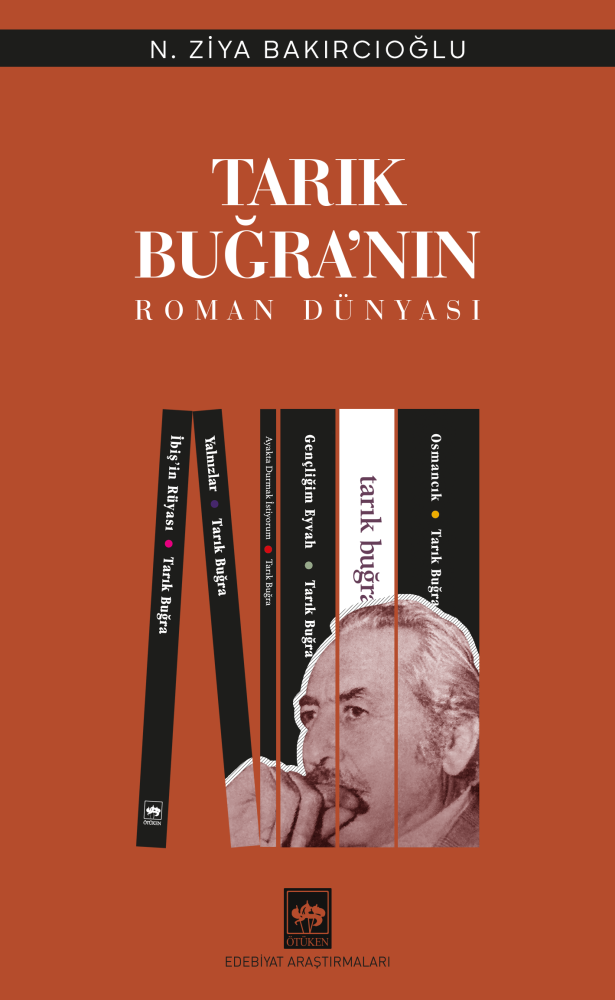 N. ZİYA BAKIRCIOĞLU
TARIK
BUĞRA'NIN
ROMAN DÜNYASI
İbiş'in Rüyası • Tarık Buğra
Yalnızlar • Tarık Buğra
Ayakta Durmak İstiyorum • Tarık Buğra
Gençliğim Eyvah • Tarık Buğra
tarık buğra
Osmancık • Tarık Buğra
ÖTÜKEN
ÖTÜKEN
EDEBİYAT ARAŞTIRMALARI